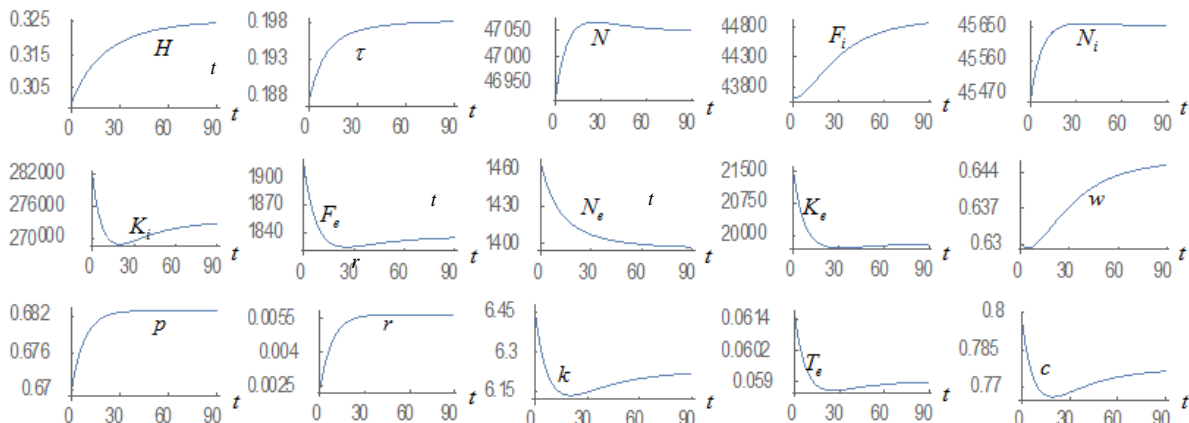 0.325 0.198 47050 44800 45650
H τ N F_i N_i
0.315 t 0.193 47000 44300 45560
0.305 0.188 46950 43800 45470
0 30 60 90 t 0 30 60 90 t 0 30 60 90 t 0 30 60 90 t 0 30 60 90 t
282000 1900 1460 21500 0.644
276000 1870 t 1430 t 20750 0.637
K_i F_e N_e K_e w
270000 1840 1400 20000 0.63
0 30 60 90 t 0 30 r 60 90 t 0 30 60 90 t 0 30 60 90 t 0 30 60 90 t
0.682 0.0055 6.45 0.0614 0.8
p r
0.676 0.004 6.3 0.0602 0.785
k T_e c
0.67 0.0025 6.15 0.059 0.77
0 30 60 90 t 0 30 60 90 t 0 30 60 90 t 0 30 60 90 t 0 30 60 90 t